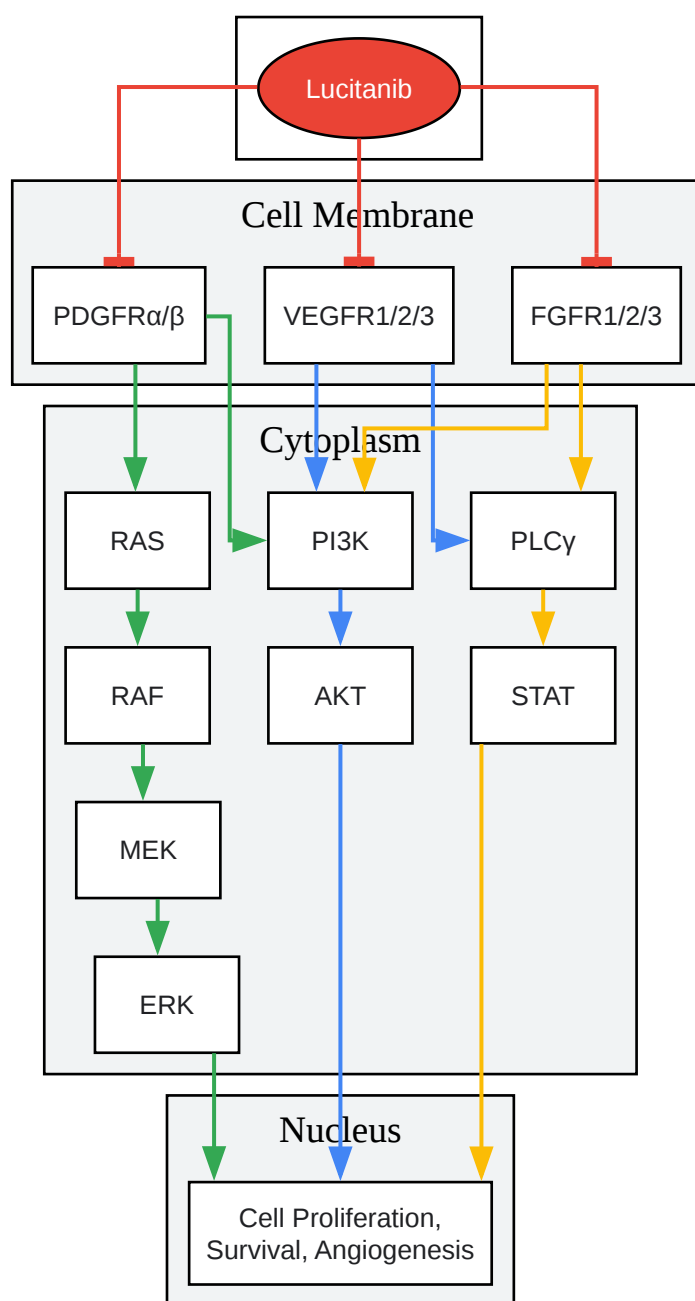 Lucitanib
Cell Membrane
PDGFRα/β
VEGFR1/2/3
FGFR1/2/3
Cytoplasm
RAS
PI3K
PLCγ
RAF
AKT
STAT
MEK
ERK
Nucleus
Cell Proliferation,
Survival, Angiogenesis